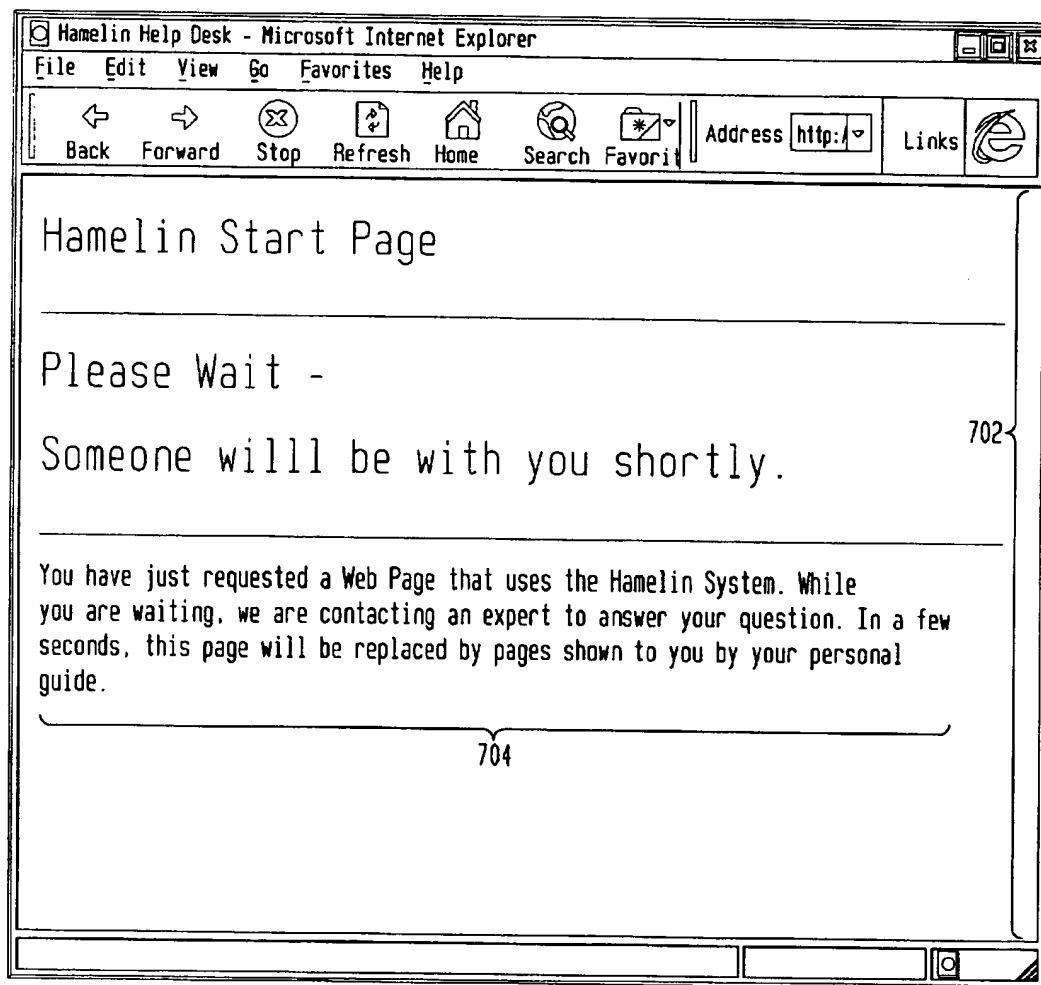 Hamelin Help Desk - Microsoft Internet Explorer
File Edit View Go Favorites Help
Back Forward Stop Refresh Home Search Favorit Address http:/ Links
Hamelin Start Page
Please Wait -
Someone willl be with you shortly.
702
You have just requested a Web Page that uses the Hamelin System. While
you are waiting, we are contacting an expert to answer your question. In a few
seconds, this page will be replaced by pages shown to you by your personal
guide.
704